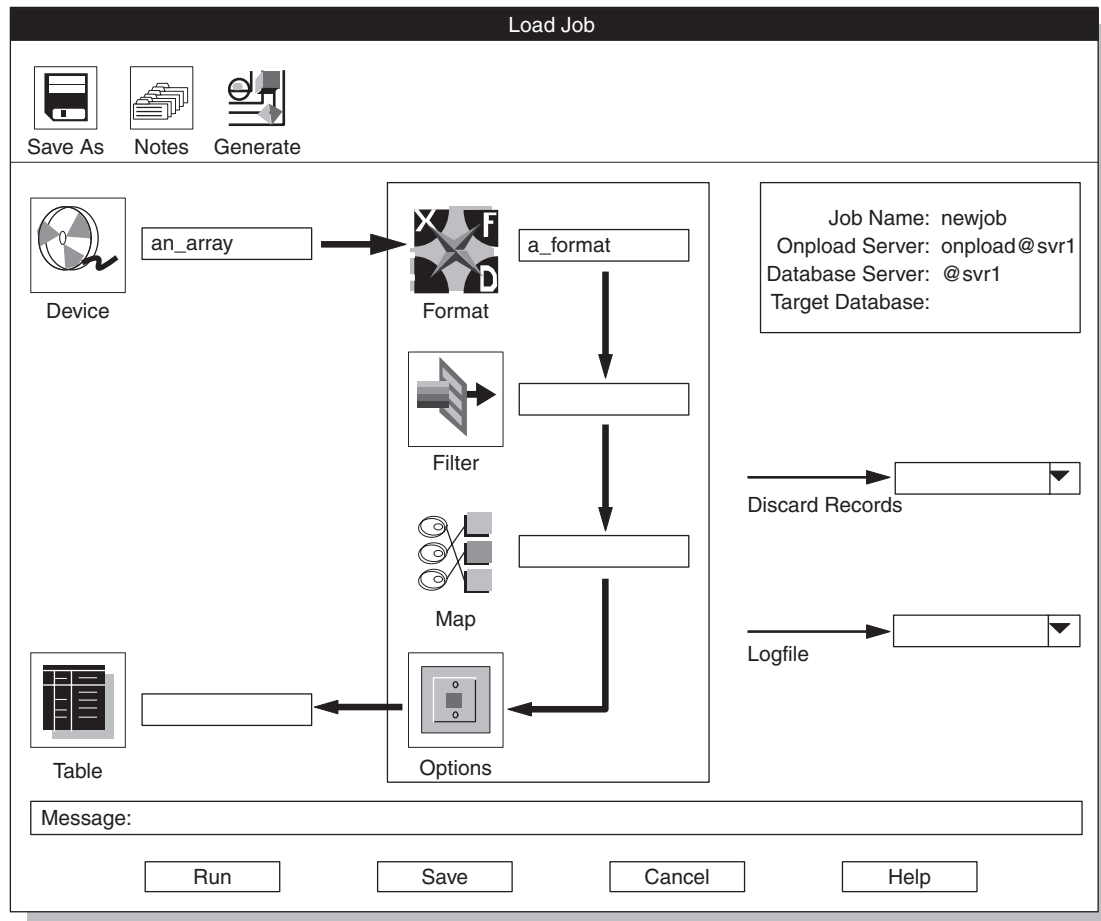 Load Job
Save As
Notes
Generate
Device
an_array
X F D
Format
a_format
Job Name: newjob
Onpload Server: onpload@svr1
Database Server: @svr1
Target Database:
Filter
Discard Records
Map
Logfile
Table
Options
Message:
Run
Save
Cancel
Help